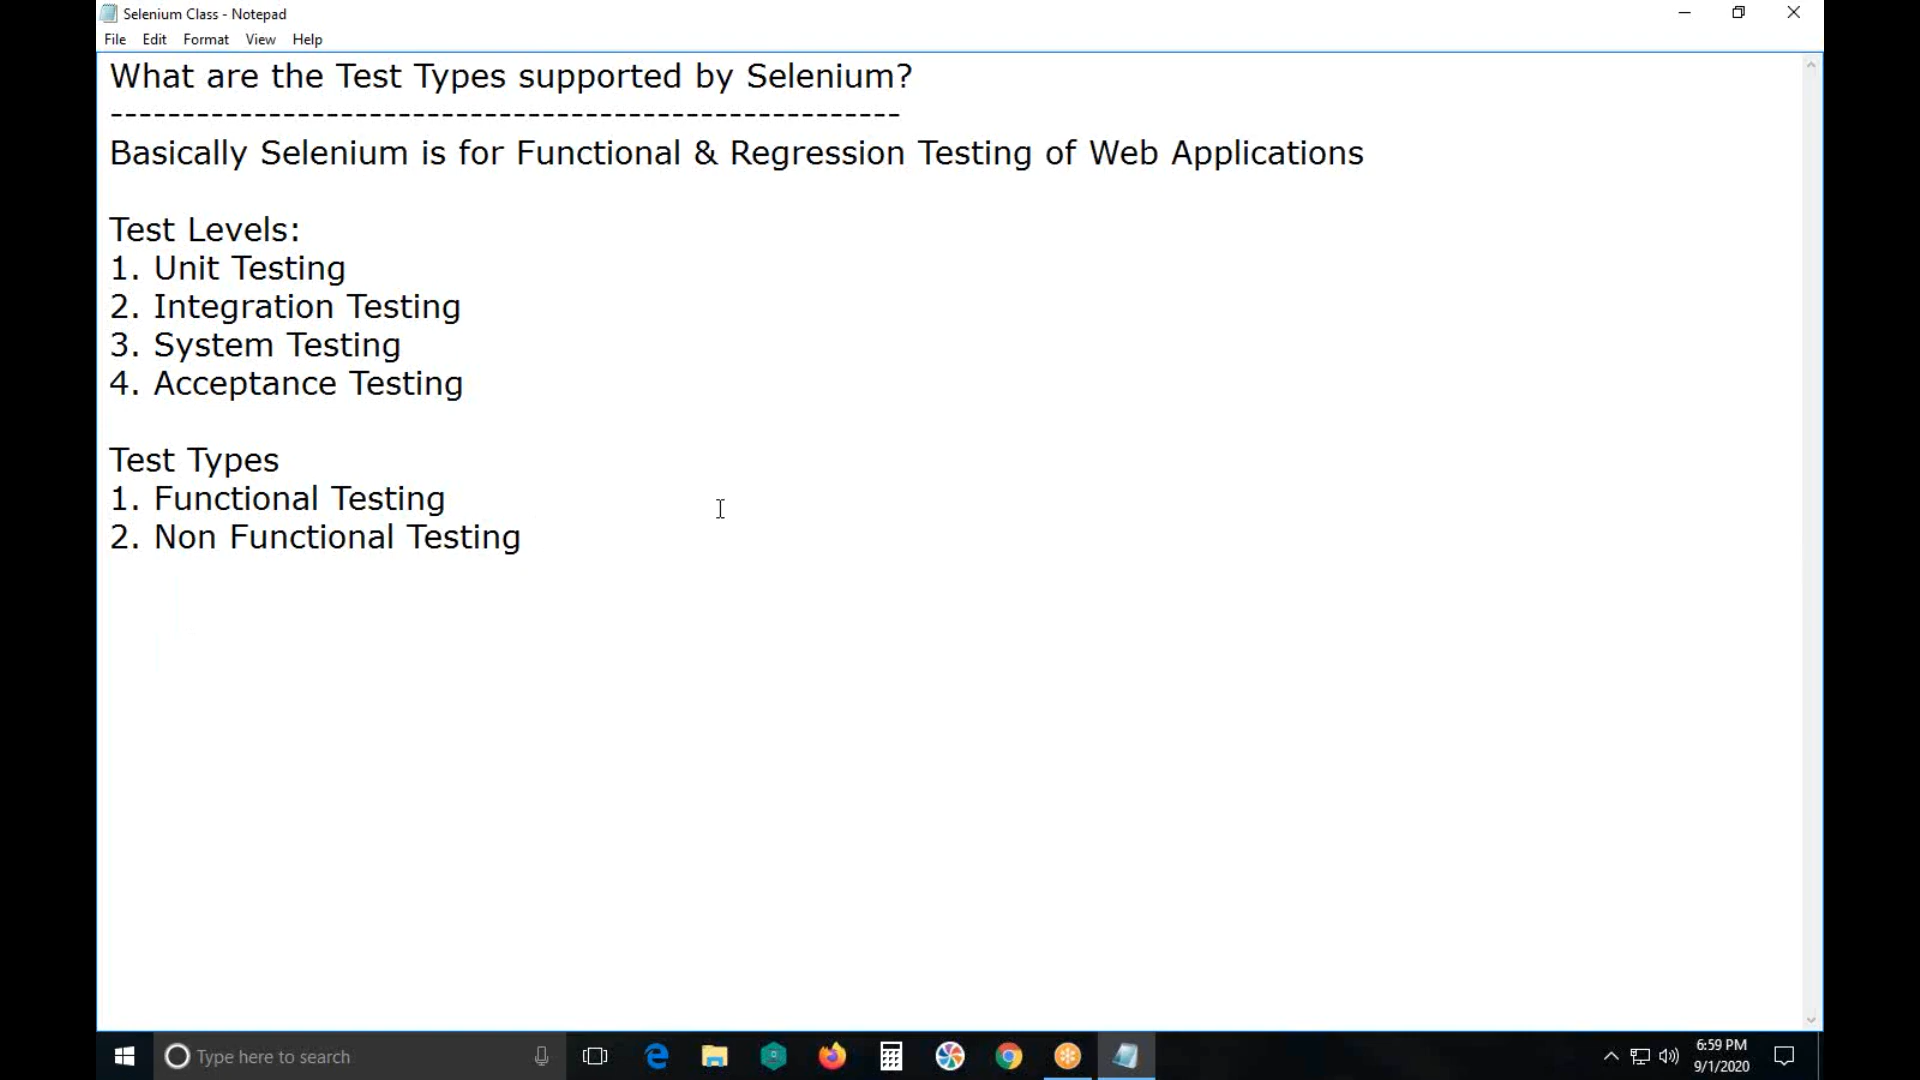 Selenium Class - Notepad
File Edit Format View Help
What are the Test Types supported by Selenium?
-------------------------------------------------------
Basically Selenium is for Functional & Regression Testing of Web Applications
Test Levels:
1. Unit Testing
2. Integration Testing
3. System Testing
4. Acceptance Testing
Test Types
1. Functional Testing
2. Non Functional Testing
Type here to search
6:59 PM
9/1/2020